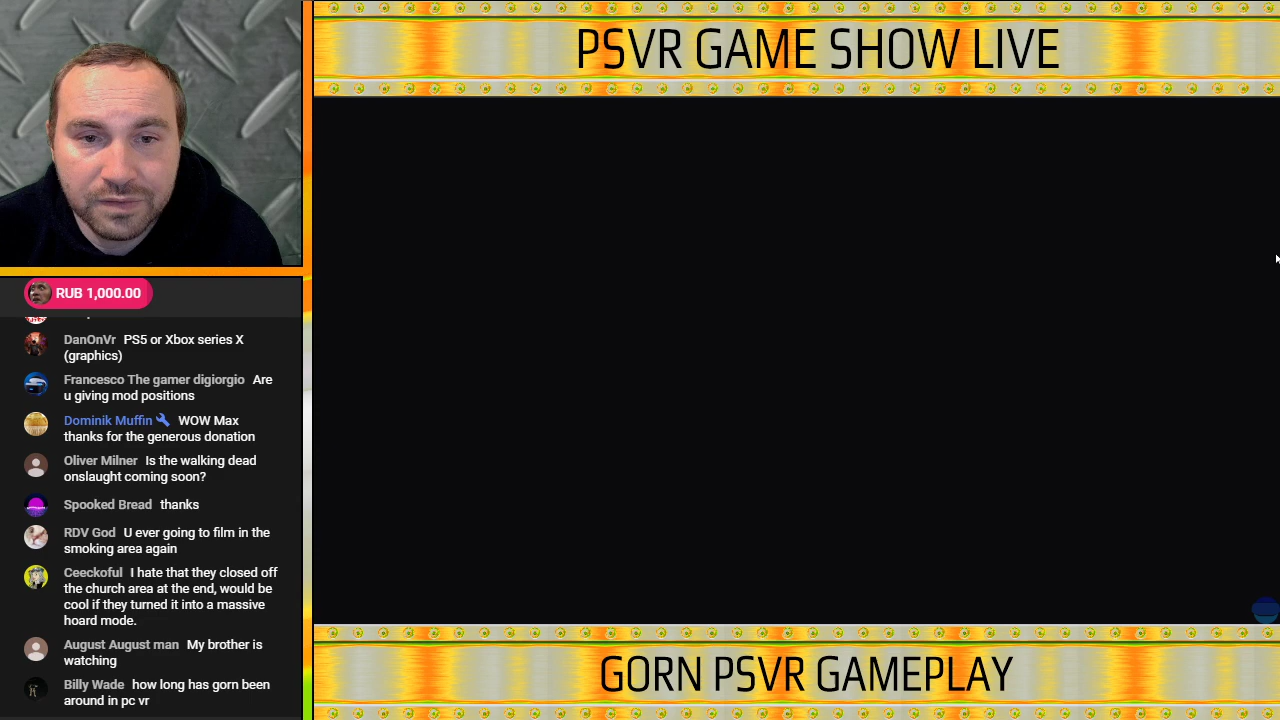 PSVR GAME SHOW LIVE
RUB 1,000.00
DanOnVr PS5 or Xbox series X
(graphics)
Francesco The gamer digiorgio Are
u giving mod positions
Dominik Muffin WOW Max
thanks for the generous donation
Oliver Milner Is the walking dead
onslaught coming soon?
Spooked Bread thanks
RDV God U ever going to film in the
smoking area again
Ceeckoful I hate that they closed off
the church area at the end, would be
cool if they turned it into a massive
hoard mode.
August August man My brother is
watching
Billy Wade how long has gorn been
around in pc vr
GORN PSVR GAMEPLAY